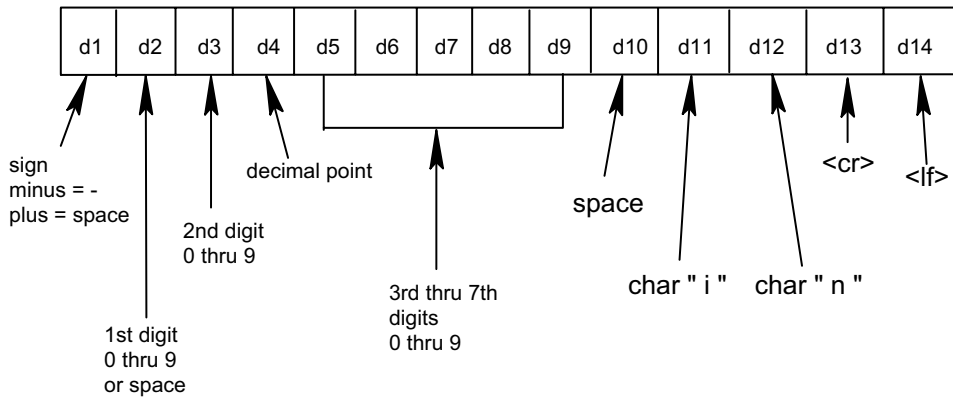 d1 d2 d3 d4 d5 d6 d7 d8 d9 d10 d11 d12 d13 d14
sign
minus = -
plus = space
1st digit
0 thru 9
or space
2nd digit
0 thru 9
decimal point
3rd thru 7th
digits
0 thru 9
space
char " i "
char " n "
<cr>
<lf>